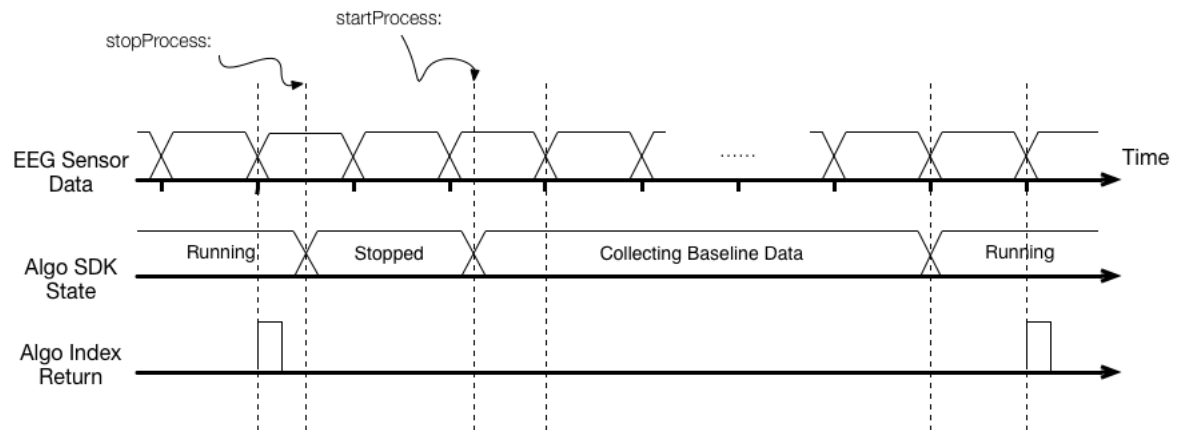 startProcess:
stopProcess:
EEG Sensor
Data
......
Time
Algo SDK
State
Running
Stopped
Collecting Baseline Data
Running
Algo Index
Return